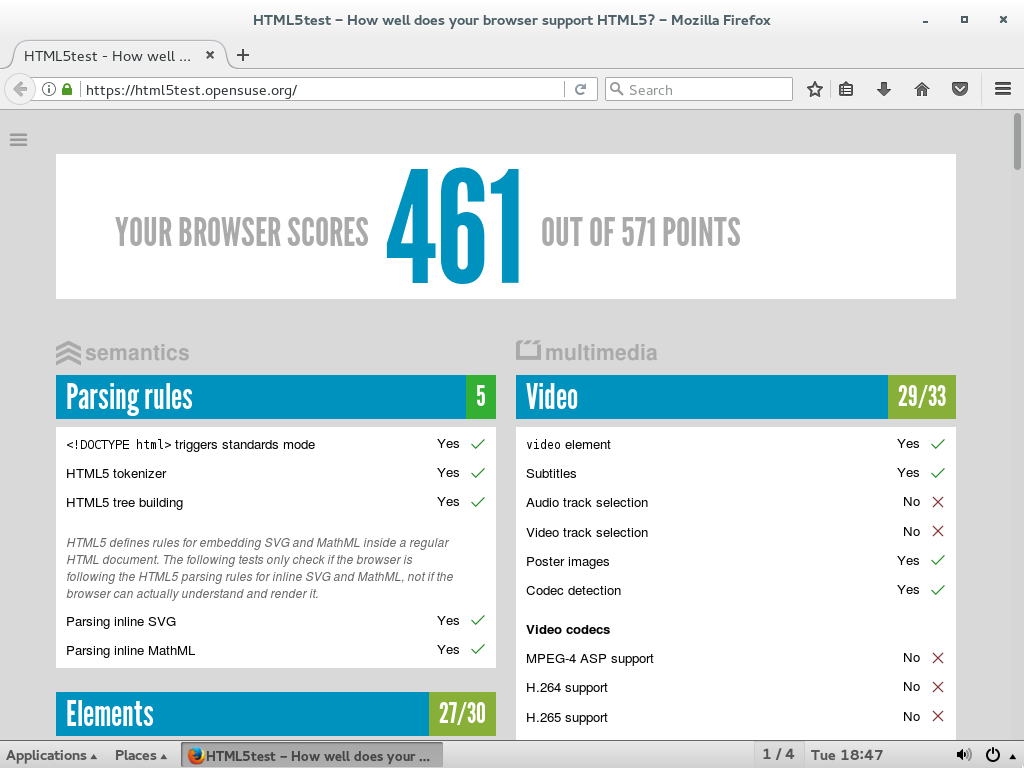 HTML5test – How well does your browser support HTML5? – Mozilla Firefox
HTML5test - How well ...
https://html5test.opensuse.org/
Search
YOUR BROWSER SCORES 461 OUT OF 571 POINTS
semantics
Parsing rules 5
<!DOCTYPE html> triggers standards mode Yes
HTML5 tokenizer Yes
HTML5 tree building Yes
HTML5 defines rules for embedding SVG and MathML inside a regular
HTML document. The following tests only check if the browser is
following the HTML5 parsing rules for inline SVG and MathML, not if the
browser can actually understand and render it.
Parsing inline SVG Yes
Parsing inline MathML Yes
Elements 27/30
multimedia
Video 29/33
video element Yes
Subtitles Yes
Audio track selection No
Video track selection No
Poster images Yes
Codec detection Yes
Video codecs
MPEG-4 ASP support No
H.264 support No
H.265 support No
Applications Places HTML5test – How well does your ... 1 / 4 Tue 18:47